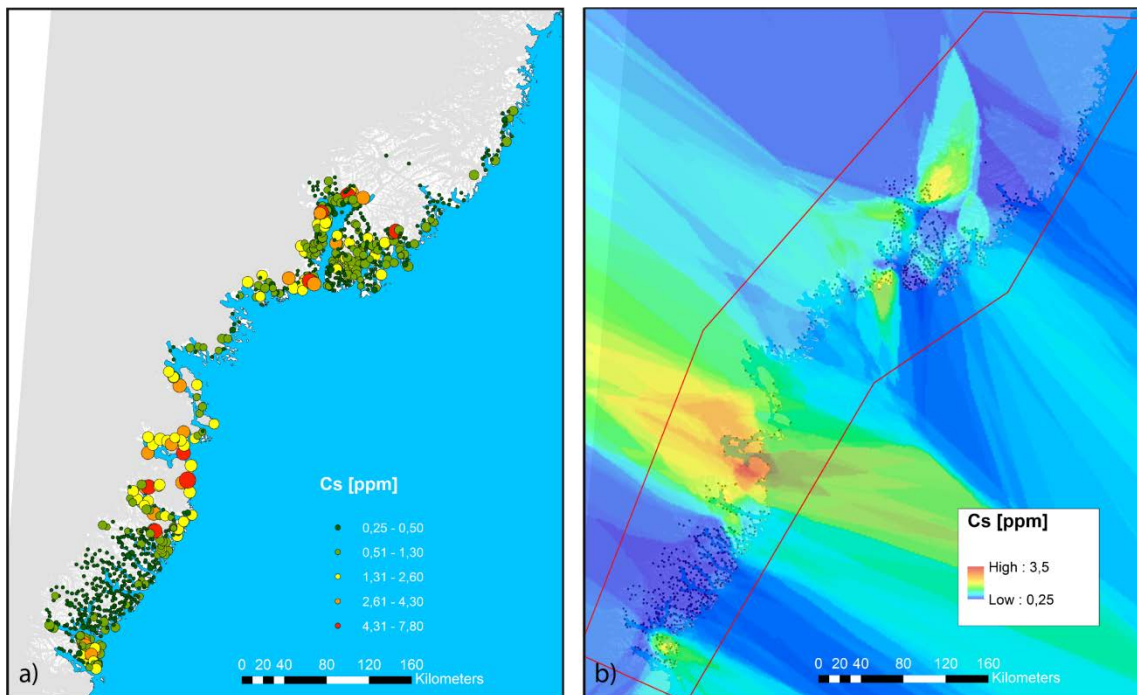 Cs [ppm]
0,25 - 0,50
0,51 - 1,30
1,31 - 2,60
2,61 - 4,30
4,31 - 7,80
a)
0 20 40 80 120 160
Kilometers
Cs [ppm]
High : 3,5
Low : 0,25
b)
0 20 40 80 120 160
Kilometers